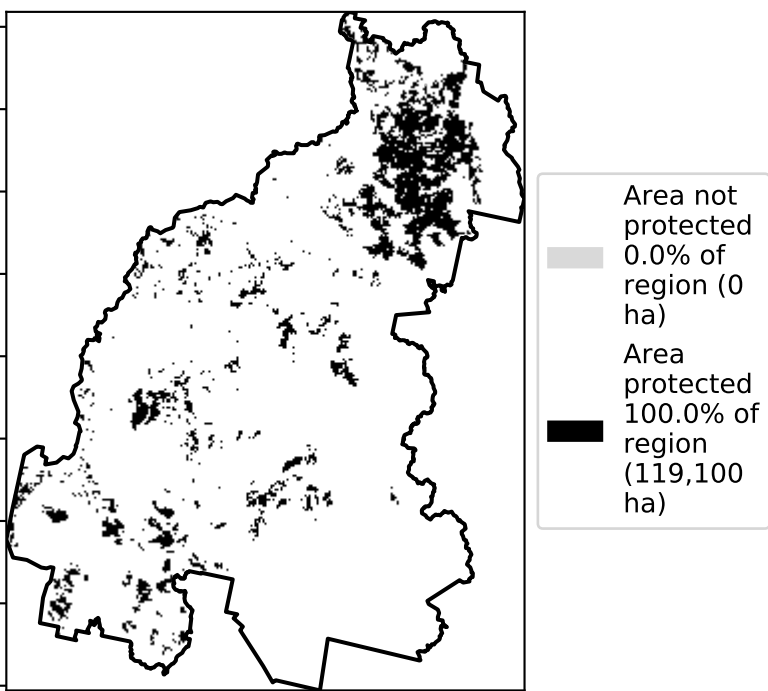 Area not
protected
0.0% of
region (0
ha)
Area
protected
100.0% of
region
(119,100
ha)